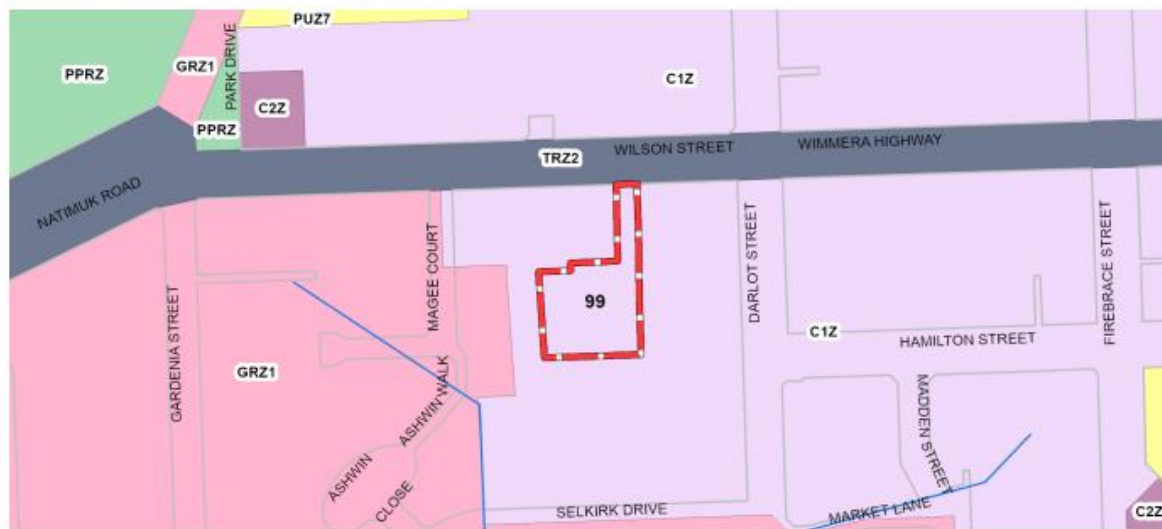 PUZ7
PPRZ
GRZ1
PARK DRIVE
C2Z
C1Z
PPRZ
TRZ2
WILSON STREET
WIMMERA HIGHWAY
NATIMUK ROAD
GARDENIA STREET
MAGEE COURT
99
DARLOT STREET
FIREBRACE STREET
C1Z
HAMILTON STREET
GRZ1
ASHWIN WALK
MADDEN STREET
ASHWIN
CLOSE
SELKIRK DRIVE
MARKET LANE
C2Z